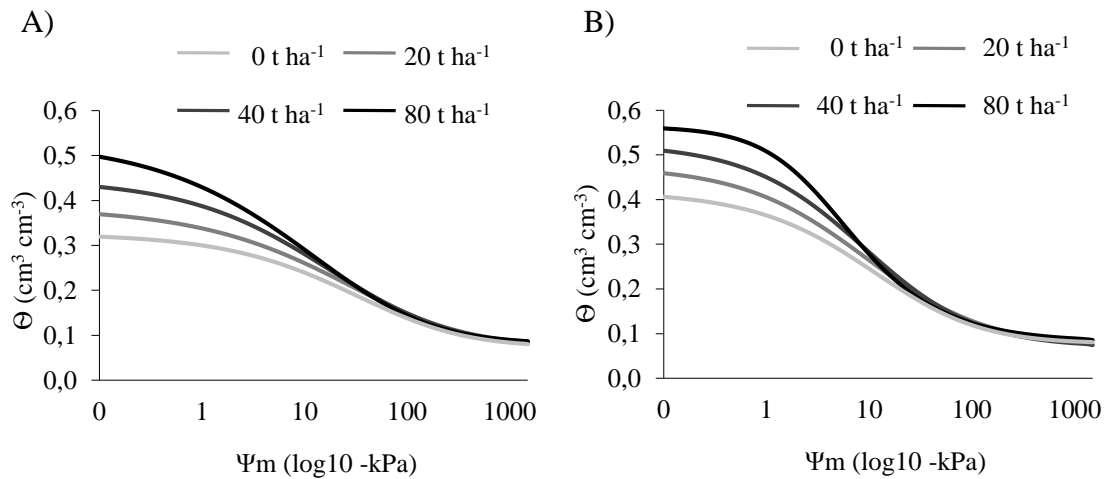 A)
0 t ha⁻¹ 20 t ha⁻¹
40 t ha⁻¹ 80 t ha⁻¹
0,6
0,5
0,4
0,3
0,2
0,1
0,0
Θ (cm³ cm⁻³)
0 1 10 100 1000
Ψm (log10 -kPa)
B)
0 t ha⁻¹ 20 t ha⁻¹
40 t ha⁻¹ 80 t ha⁻¹
0,6
0,5
0,4
0,3
0,2
0,1
0,0
Θ (cm³ cm⁻³)
0 1 10 100 1000
Ψm (log10 -kPa)